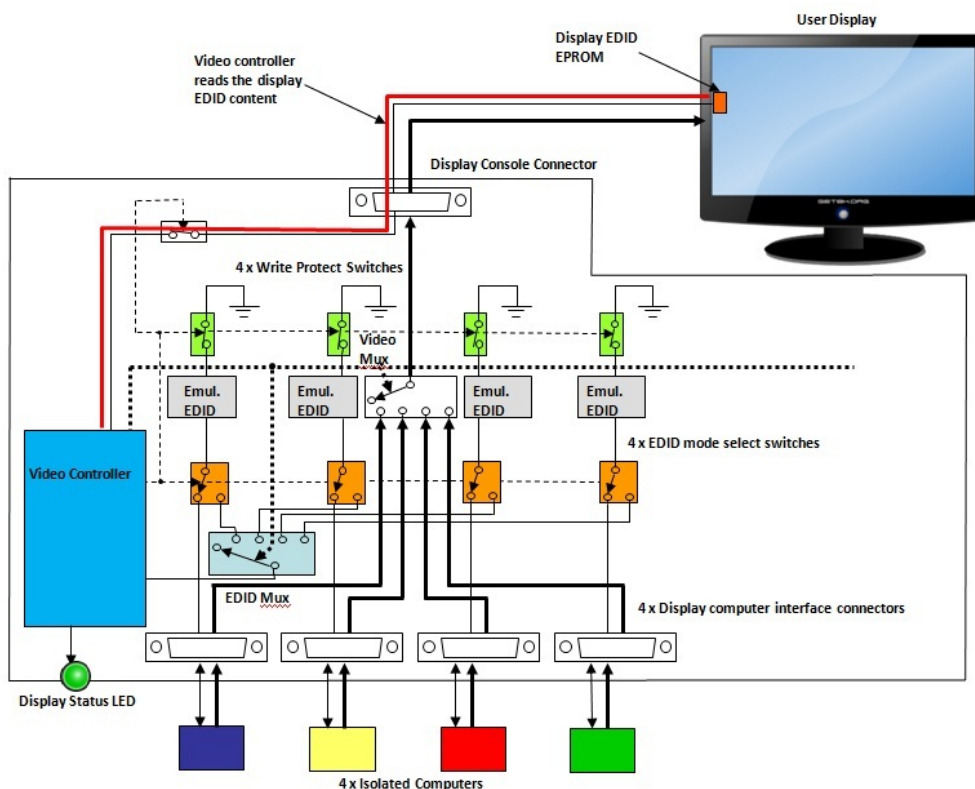 User Display
Display EDID
EPROM
Video controller
reads the display
EDID content
Display Console Connector
4 x Write Protect Switches
Video
Mux
Emul.
EDID
Emul.
EDID
Emul.
EDID
Emul.
EDID
4 x EDID mode select switches
Video Controller
EDID Mux
4 x Display computer interface connectors
Display Status LED
4 x Isolated Computers